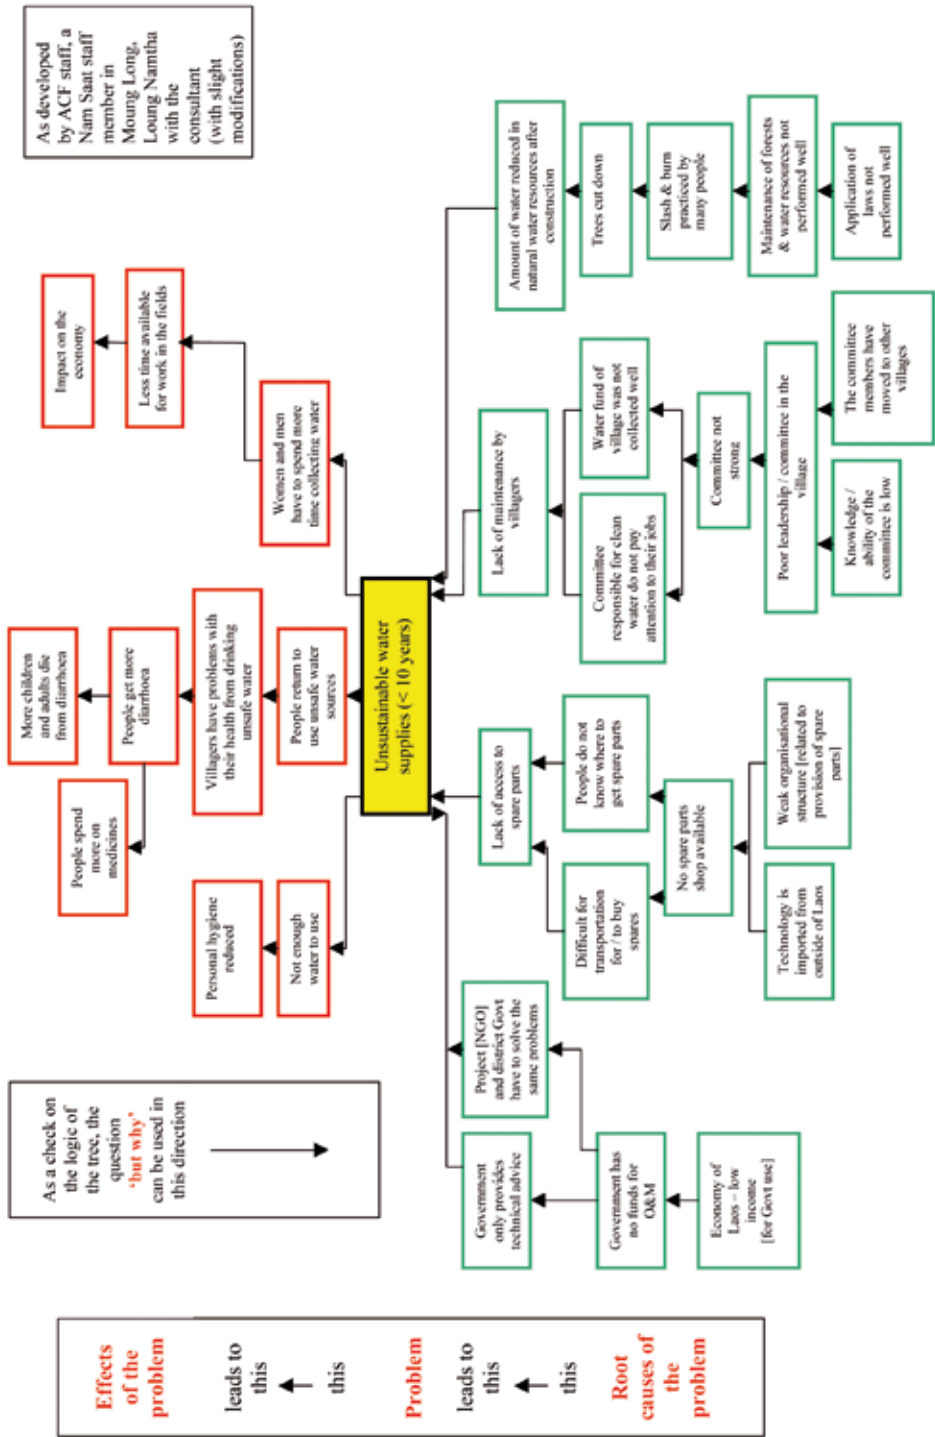 Effects of the
problem
leads to
this
this
Problem
leads to
this
this
Root
causes of
the
problem
As a check on
the logic of
the tree, the
question
‘but why’
can be used in
this direction
As developed
by ACF staff, a
Nam Saat staff
member in
Moung Long,
Loung Namtha
with the
consultant
(with slight
modifications)
People spend
more on
medicines
More children
and adults die
from diarrhoea
Impact on the
economy
People get more
diarrhoea
Less time available
for work in the fields
Personal hygiene
reduced
Villagers have problems with
their health from drinking
unsafe water
Not enough
water to use
People return to
use unsafe water
sources
Women and men
have to spend more
time collecting water
Unsustainable water
supplies (< 10 years)
Government
only provides
technical advice
Project [NGO]
and district Govt
have to solve the
same problems
Lack of access to
spare parts
Lack of maintenance by
villagers
Amount of water reduced in
natural water resources after
construction
Government has
no funds for
O&M
Difficult for
transportation
for / to buy
spares
People do not
know where to
get spare parts
Committee
responsible for clean
water do not pay
attention to their jobs
Water fund of
village was not
collected well
Trees cut down
Economy of
Laos – low
income
[for Govt use]
No spare parts
shop available
Committee not
strong
Slash & burn
practiced by
many people
Technology is
imported from
outside of Laos
Weak organisational
structure [related to
provision of spare
parts]
Poor leadership / committee in the
village
Maintenance of forests
& water resources not
performed well
Knowledge /
ability of the
committee is low
The committee
members have
moved to other
villages
Application of
laws not
performed well